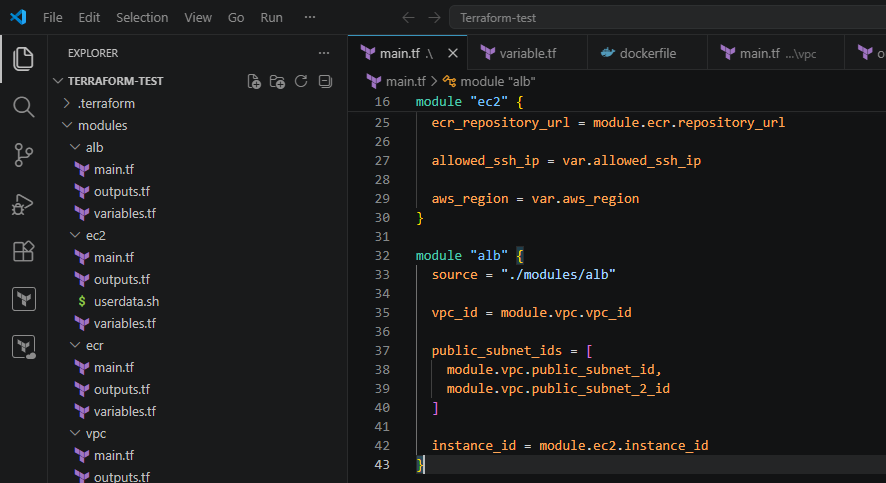 File Edit Selection View Go Run ··· Terraform-test
EXPLORER ···
TERRAFORM-TEST
.terraform
modules
alb
main.tf
outputs.tf
variables.tf
ec2
main.tf
outputs.tf
$ userdata.sh
variables.tf
ecr
main.tf
outputs.tf
variables.tf
vpc
main.tf
outputs.tf
main.tf .\ variable.tf dockerfile main.tf ...\vpc
main.tf > module "alb"
16 module "ec2" {
25 ecr_repository_url = module.ecr.repository_url
26
27 allowed_ssh_ip = var.allowed_ssh_ip
28
29 aws_region = var.aws_region
30 }
31
32 module "alb" {
33 source = "./modules/alb"
34
35 vpc_id = module.vpc.vpc_id
36
37 public_subnet_ids = [
38 module.vpc.public_subnet_id,
39 module.vpc.public_subnet_2_id
40 ]
41
42 instance_id = module.ec2.instance_id
43 }